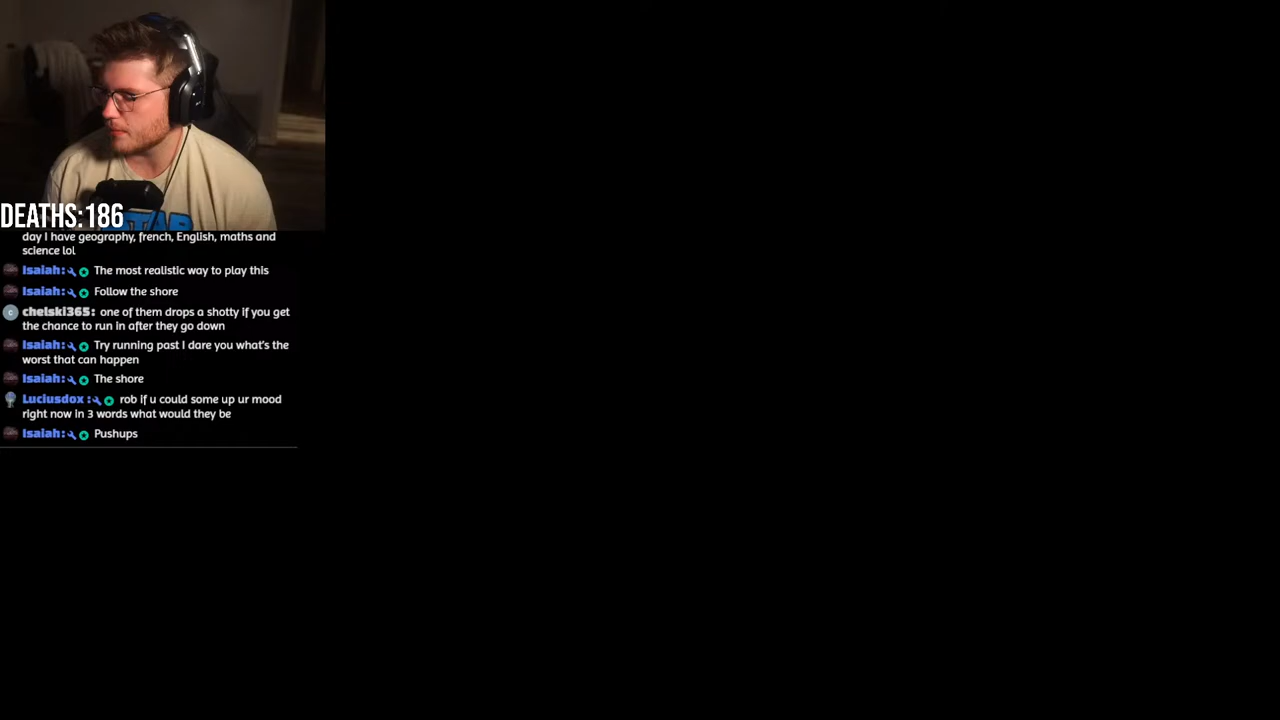 DEATHS:186
day I have geography, french, English, maths and
science lol
Isaiah: The most realistic way to play this
Isaiah: Follow the shore
chelski365: one of them drops a shotty if you get
the chance to run in after they go down
Isaiah: Try running past I dare you what's the
worst that can happen
Isaiah: The shore
Luciusdox : rob if u could some up ur mood
right now in 3 words what would they be
Isaiah: Pushups